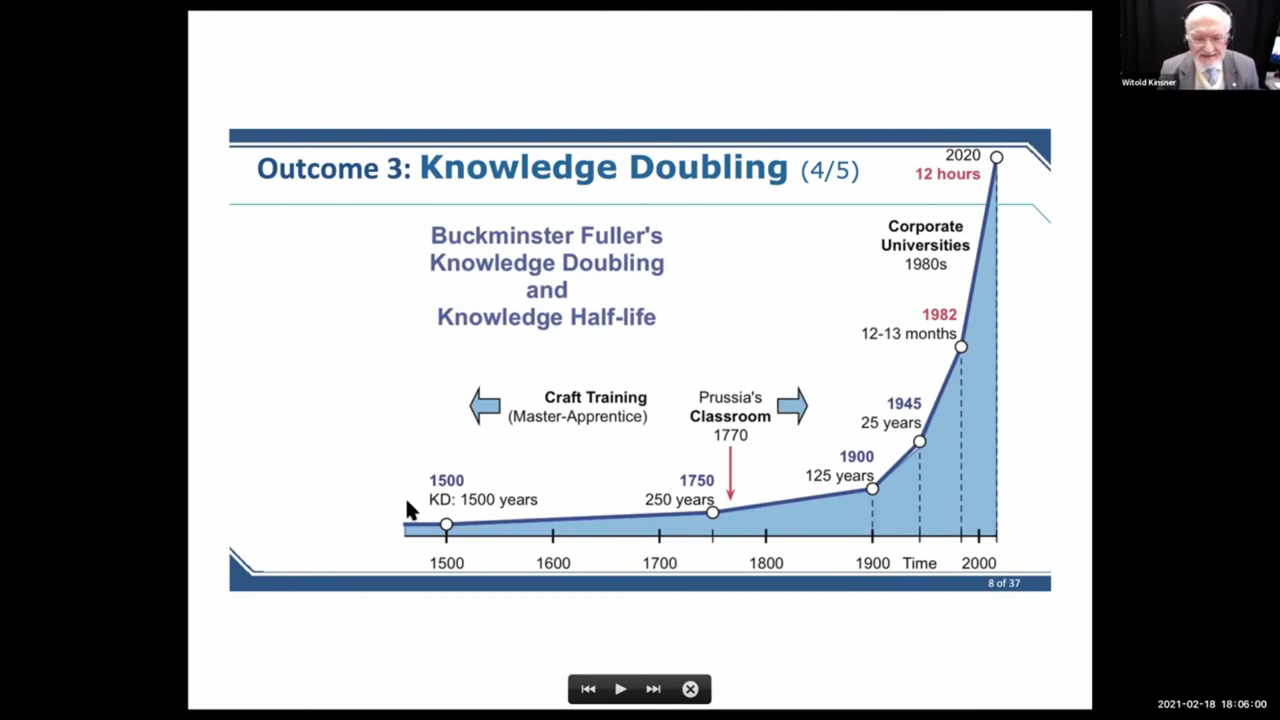 Witold Kinsner
Outcome 3: Knowledge Doubling (4/5)
2020
12 hours
Buckminster Fuller's
Knowledge Doubling
and
Knowledge Half-life
Corporate
Universities
1980s
1982
12-13 months
Craft Training
(Master-Apprentice)
Prussia's
Classroom
1770
1945
25 years
1900
125 years
1500
KD: 1500 years
1750
250 years
1500 1600 1700 1800 1900 Time 2000
8 of 37
2021-02-18 18:06:00